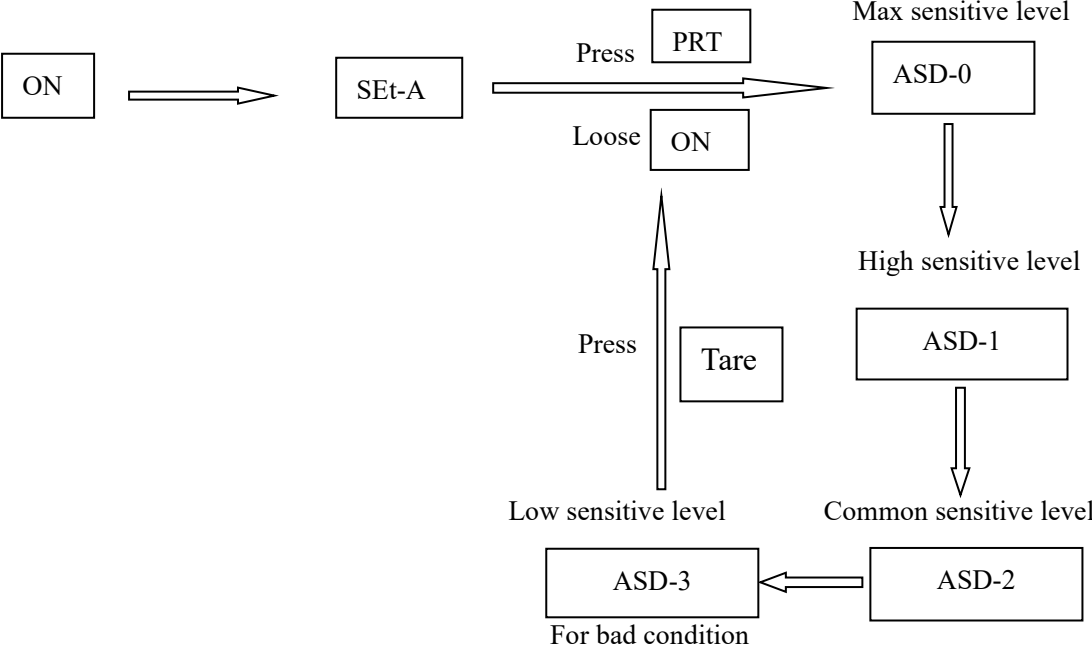 Max sensitive level
PRT
Press
ON
SEt-A
ASD-0
Loose
ON
High sensitive level
ASD-1
Press
Tare
Low sensitive level
Common sensitive level
ASD-3
ASD-2
For bad condition